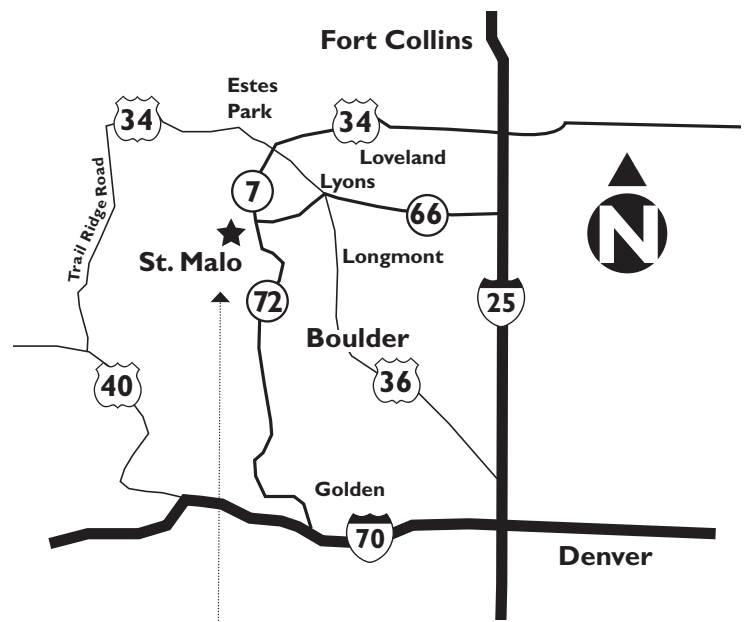 Fort Collins
Estes
Park
34
34
Loveland
Trail Ridge Road
7
Lyons
66
N
St. Malo
Longmont
72
25
Boulder
40
36
Golden
70
Denver